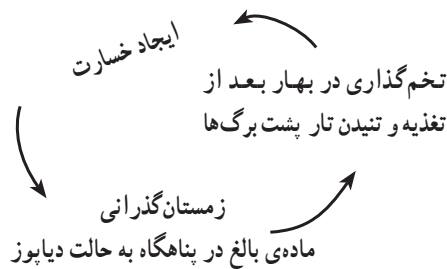 ایجاد خسارت
تخم‌گذاری در بهار بعد از
تغذیه و تنیدن تار پشت برگ‌ها
زمستان‌گذرانی
ماده‌ی بالغ در پناهگاه به حالت دیاپوز